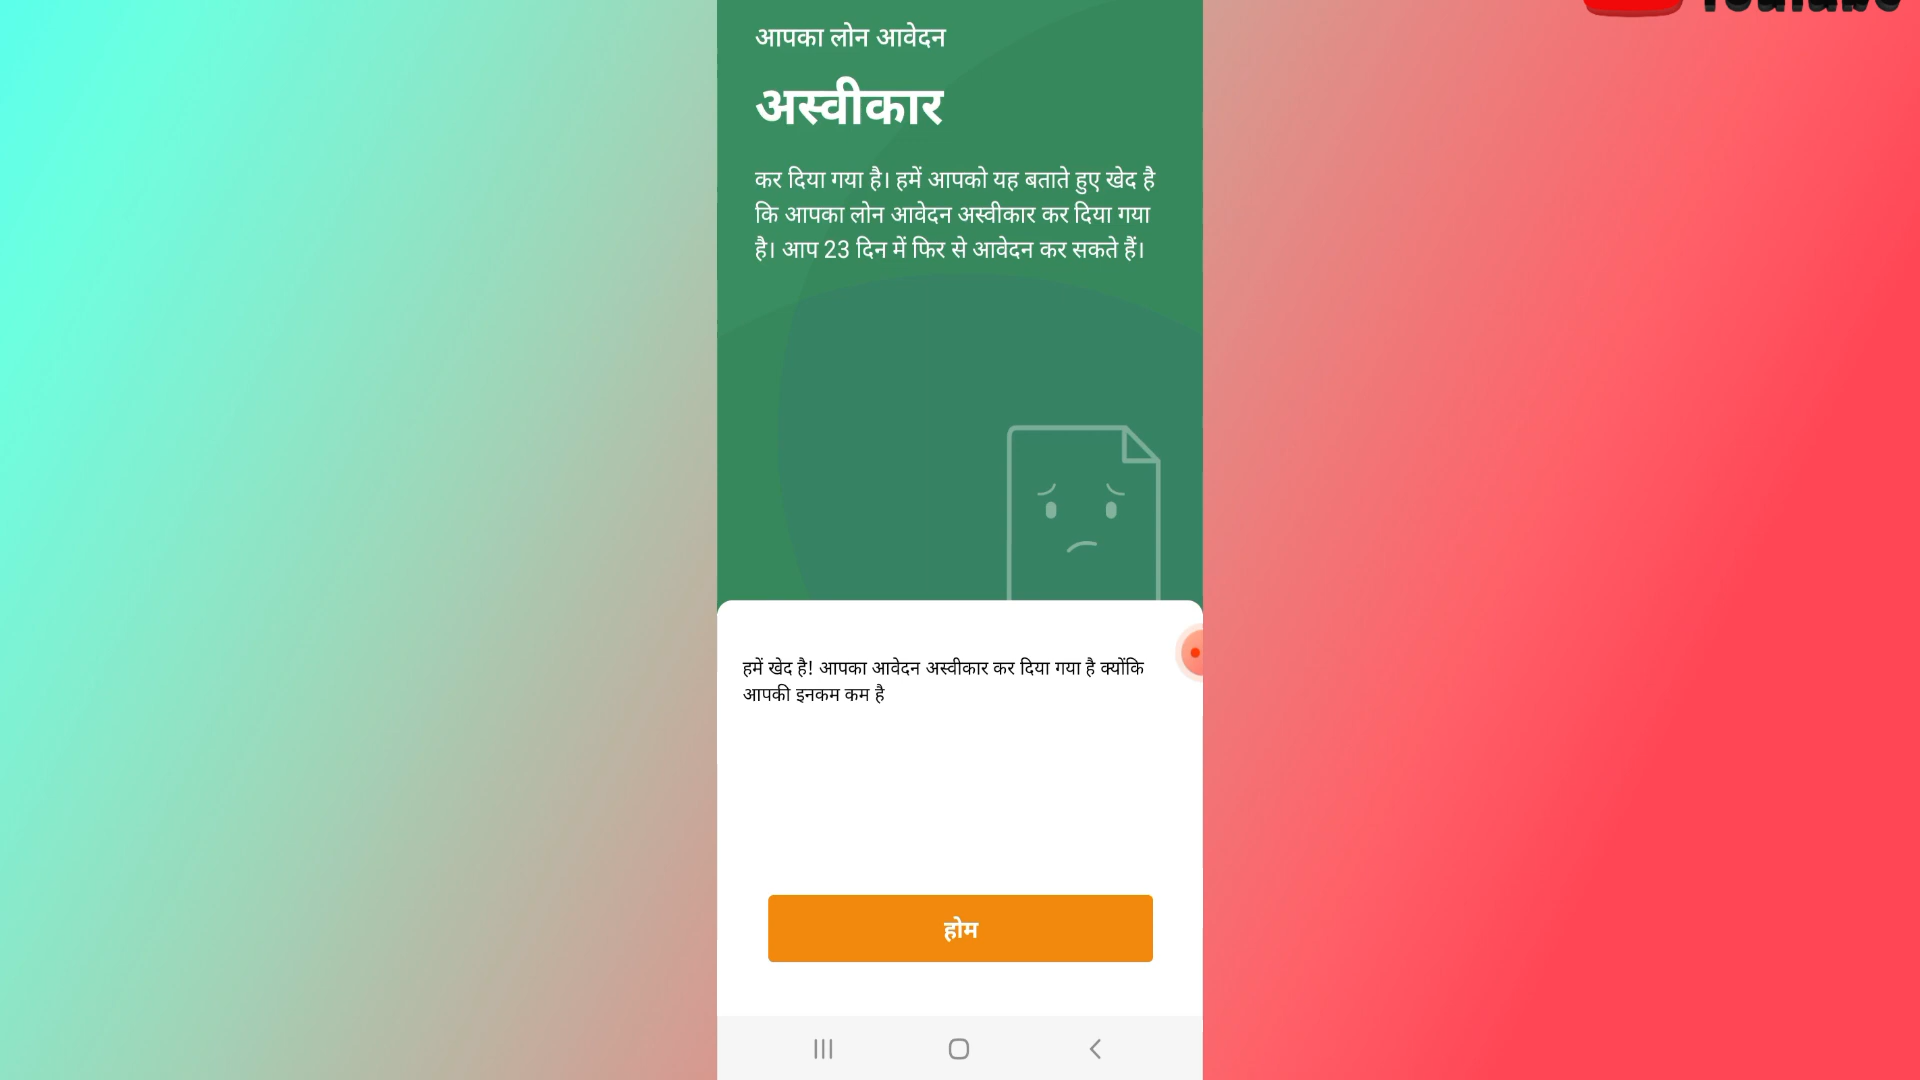 आपका लोन आवेदन
अस्वीकार
कर दिया गया है। हमें आपको यह बताते हुए खेद है
कि आपका लोन आवेदन अस्वीकार कर दिया गया
है। आप 23 दिन में फिर से आवेदन कर सकते हैं।
हमें खेद है! आपका आवेदन अस्वीकार कर दिया गया है क्योंकि
आपकी इनकम कम है
होम